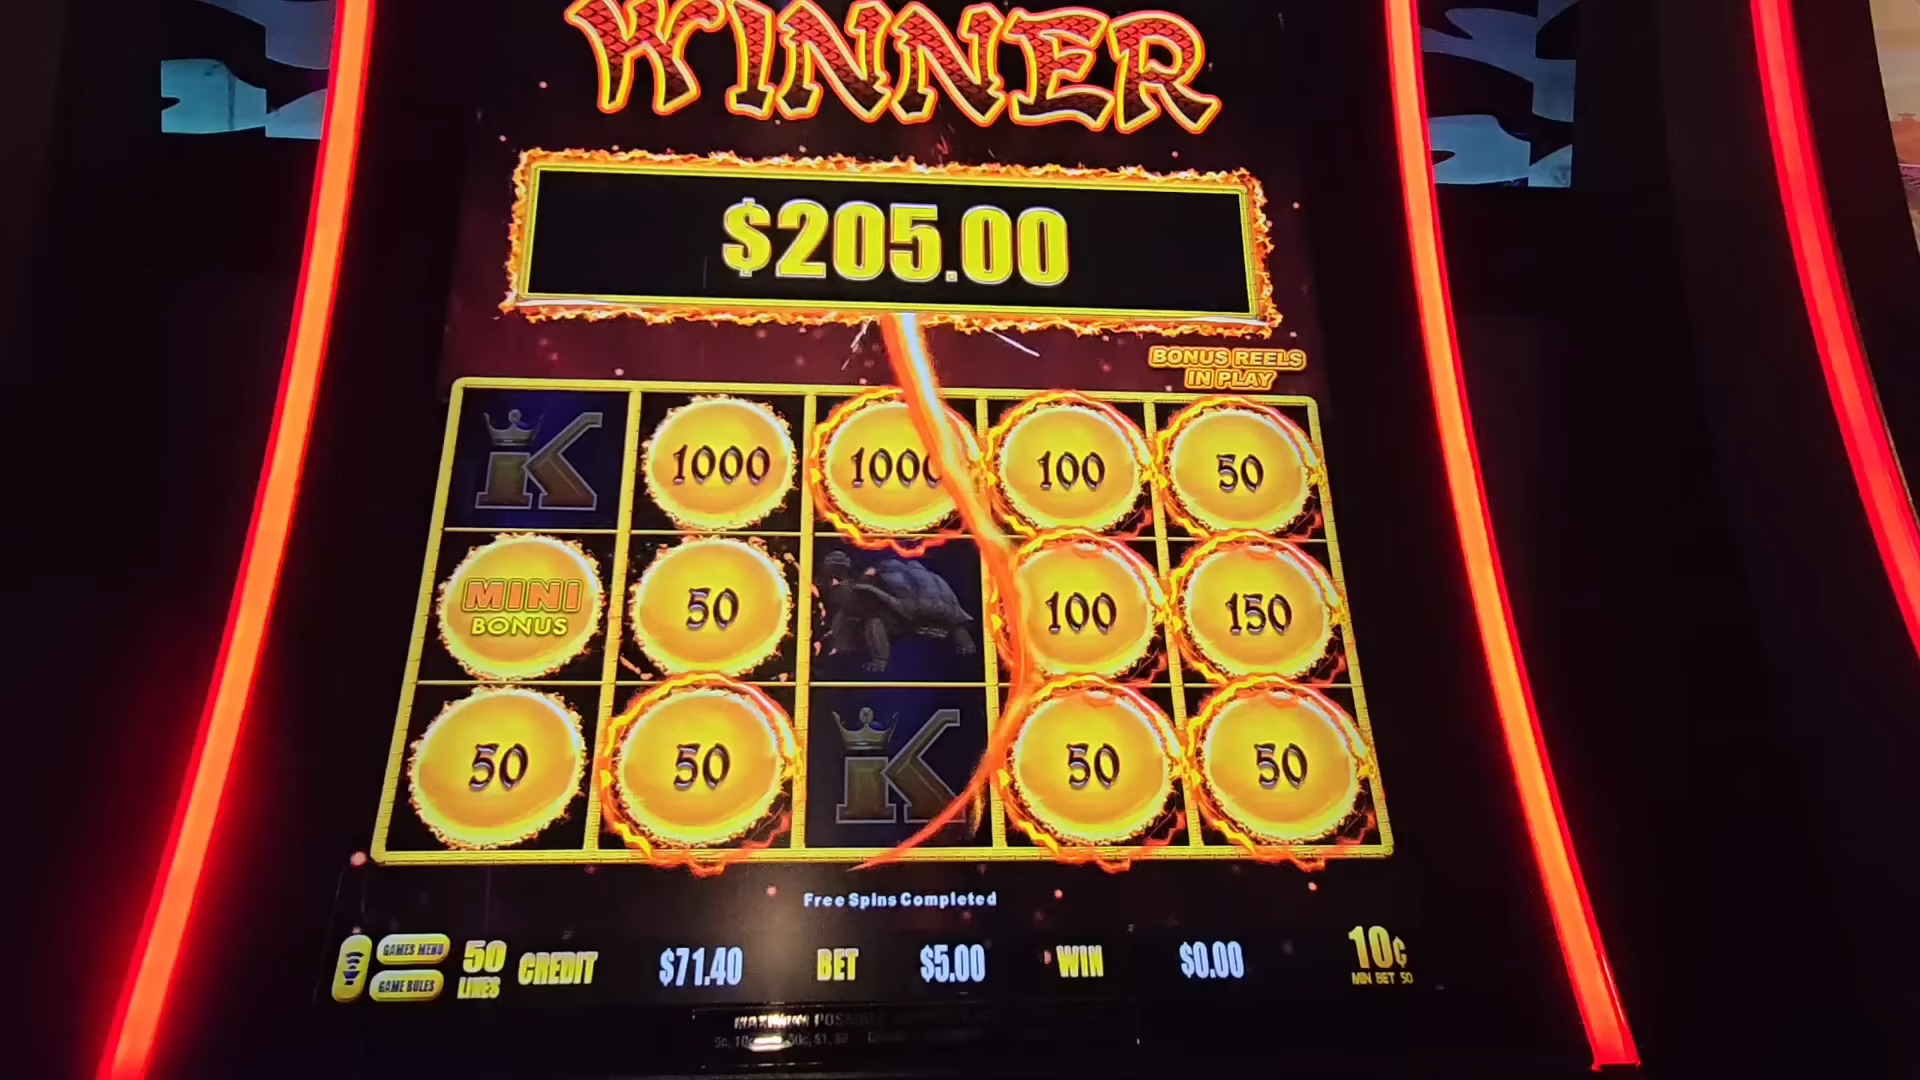 WINNER
$205.00
BONUS REELS
IN PLAY
K 1000 1000 100 50
MINI
BONUS
50 100 150
50 50 K 50 50
Free Spins Completed
GAMES MENU
GAME RULES
50
LINES
CREDIT $71.40 BET $5.00 WIN $0.00
10¢
MIN BET 50
MAXIMUM